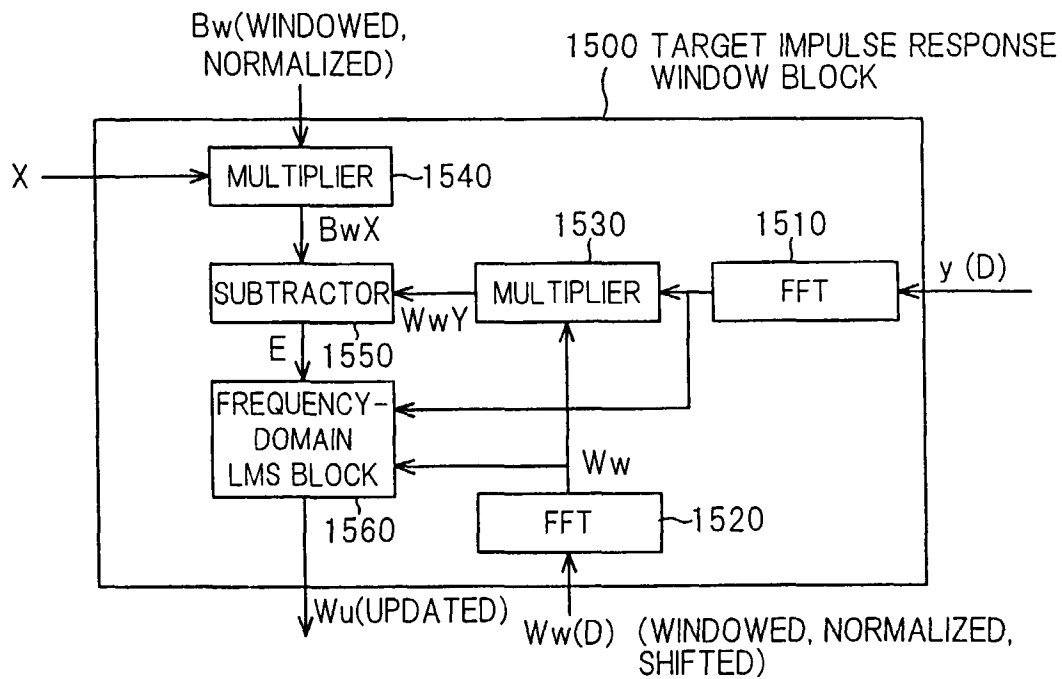 Bw(WINDOWED,
NORMALIZED)
1500 TARGET IMPULSE RESPONSE
WINDOW BLOCK
X
MULTIPLIER
1540
BwX
1530
1510
y (D)
SUBTRACTOR
WwY
MULTIPLIER
FFT
E
1550
FREQUENCY-
DOMAIN
LMS BLOCK
Ww
1560
FFT
1520
Wu(UPDATED)
Ww(D) (WINDOWED, NORMALIZED,
SHIFTED)